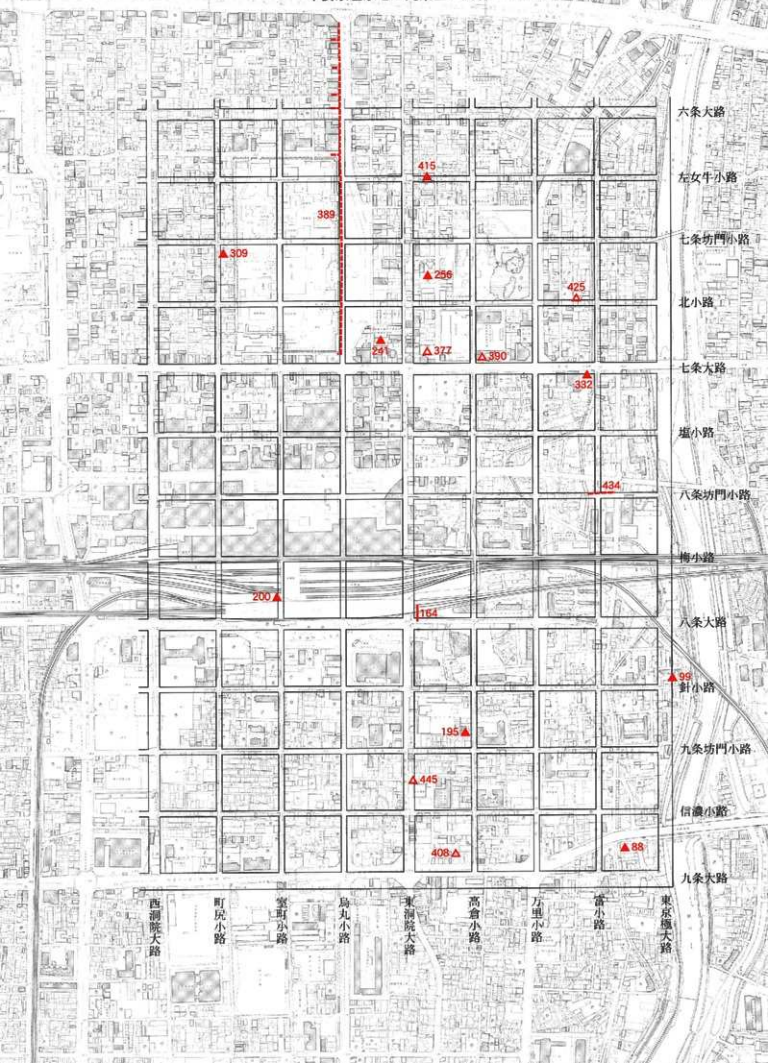 六条大路
415
左女牛小路
389
七条坊門小路
309
256
425
北小路
241
377
390
七条大路
332
塩小路
434
八条坊門小路
梅小路
200
164
八条大路
99
針小路
195
九条坊門小路
445
信濃小路
408
88
九条大路
西洞院大路
町尻小路
室町小路
烏丸小路
東洞院大路
高倉小路
万里小路
富小路
東京極大路